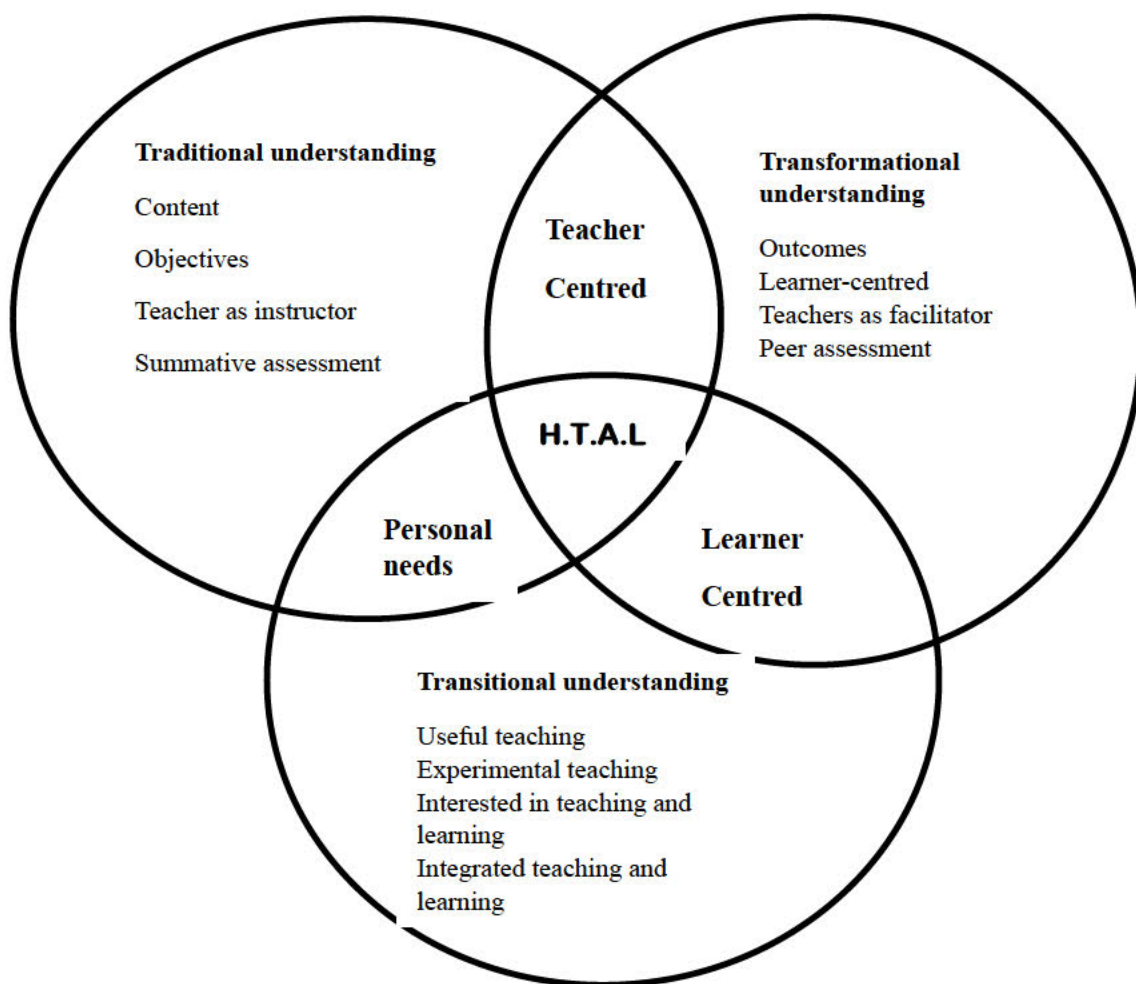 Traditional understanding
Content
Objectives
Teacher as instructor
Summative assessment
Teacher
Centred
Transformational
understanding
Outcomes
Learner-centred
Teachers as facilitator
Peer assessment
H.T.A.L
Personal
needs
Learner
Centred
Transitional understanding
Useful teaching
Experimental teaching
Interested in teaching and
learning
Integrated teaching and
learning